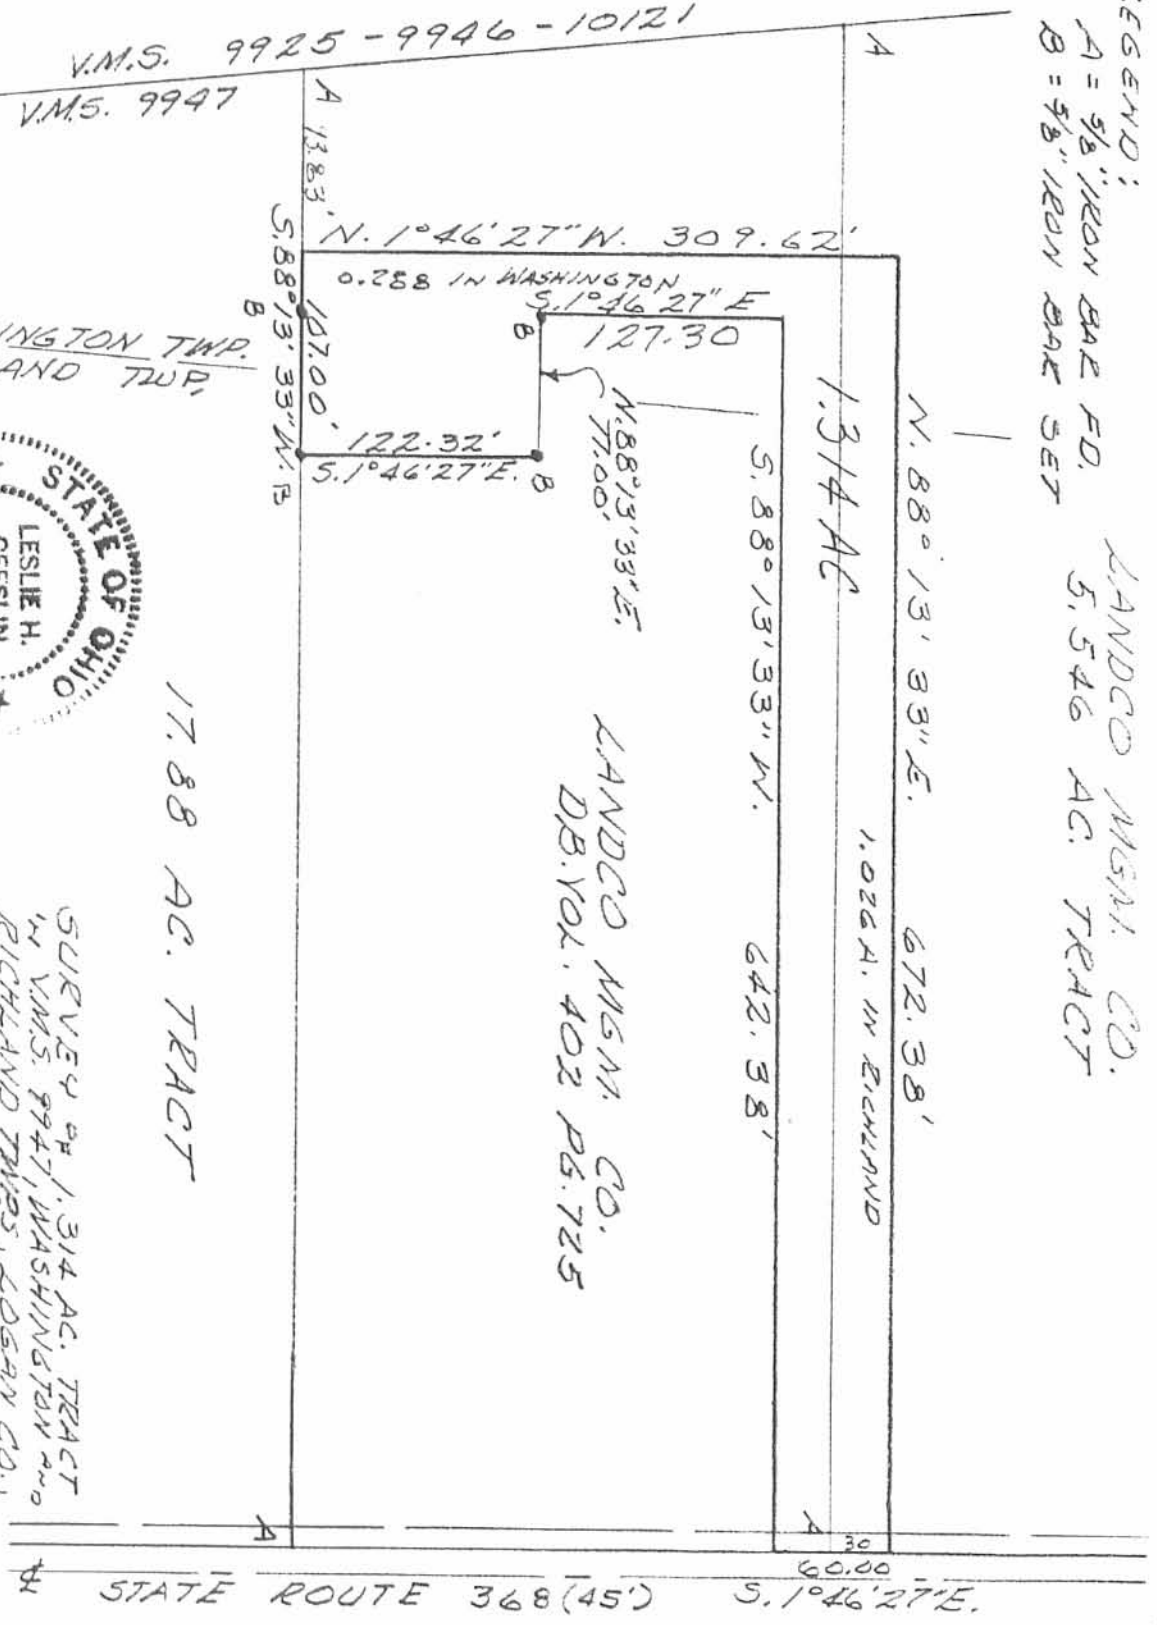 V.M.S. 9925-9946-10121
V.M.S. 9947
LEGEND:
A = 5/8" IRON BAR FD.
B = 5/8" IRON BAR SET
A
A
N. 1°46'27" W. 309.62'
0.288 IN WASHINGTON
S. 1°46'27" E
127.30
B
S. 88°13'33" W.
107.00'
B
INGTON TWP.
AND TWP.
122.32'
S. 1°46'27" E.
B
B
N. 88°13'33" E.
77.00'
1.314 AC
N. 88° 13' 33" E. 672.38'
S. 88° 13' 33" W. 642.38'
1.026 A. IN RICHLAND
LANDCO MGM. CO.
5.546 AC. TRACT
LANDCO MGM. CO.
D.B. VOL. 402 PG. 725
STATE OF OHIO
LESLIE H.
17.88 AC. TRACT
SURVEY OF 1.314 AC. TRACT
IN V.M.S. 9947, WASHINGTON AND
RICHLAND TWPS., LOGAN CO.,
A
A
30
60.00
℄ STATE ROUTE 368 (45') S. 1°46'27" E.